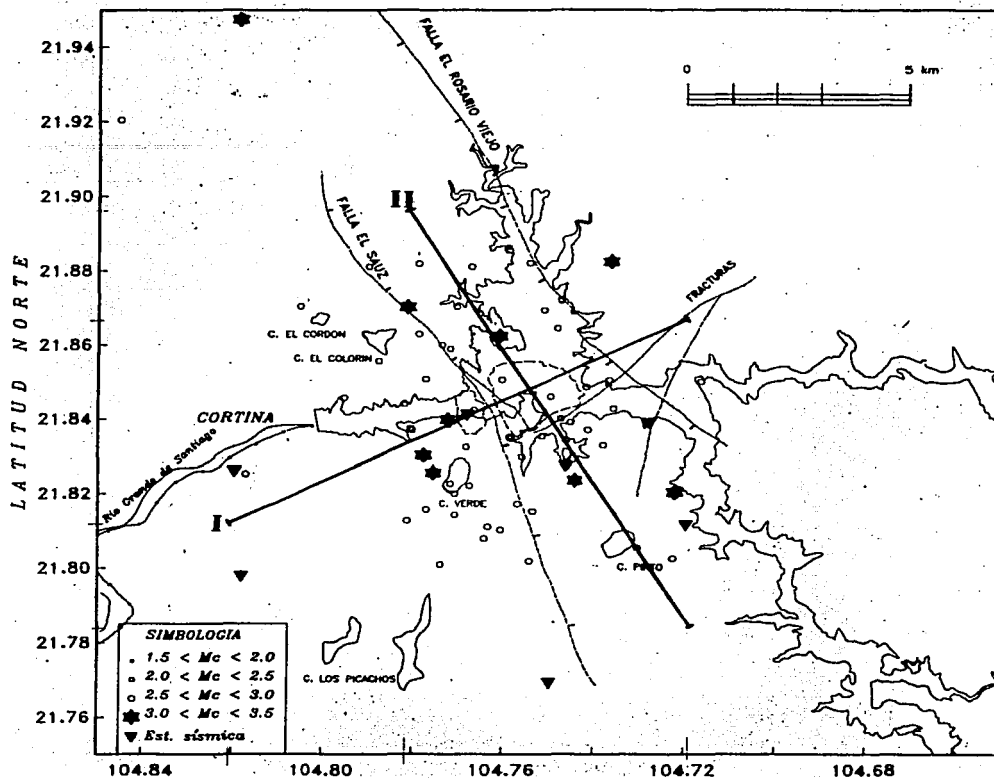 21.94
21.92
21.90
21.88
21.86
21.84
21.82
21.80
21.78
21.76
LATITUD NORTE
FALLA EL ROSARIO VIEJO
0 5 km
II
FALLA EL SAUZ
FRACTURAS
C. EL CORDON
C. EL COLORIN
CORTINA
Rio Grande de Santiago
C. VERDE
I
C. PINTO
C. LOS PICACHOS
SIMBOLOGIA
1.5 < Mc < 2.0
2.0 < Mc < 2.5
2.5 < Mc < 3.0
3.0 < Mc < 3.5
Est. sísmica
104.84 104.80 104.76 104.72 104.68